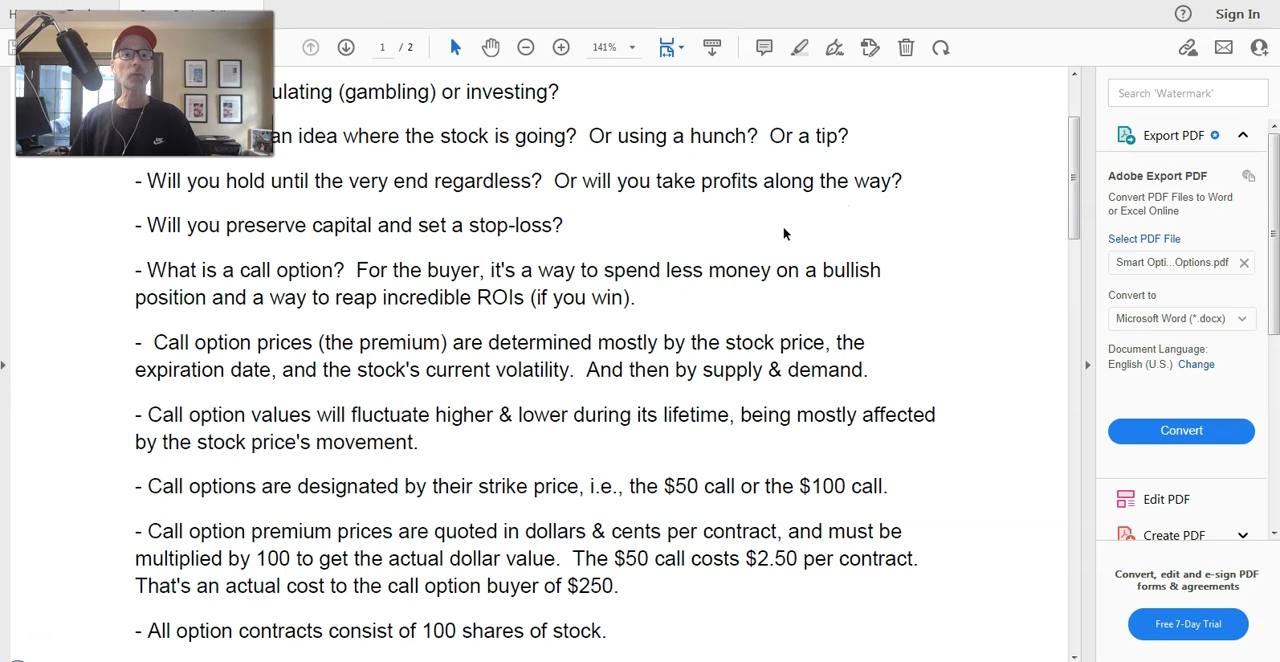 Sign In
1 / 2
141%
ulating (gambling) or investing?
an idea where the stock is going?  Or using a hunch?  Or a tip?
- Will you hold until the very end regardless?  Or will you take profits along the way?
- Will you preserve capital and set a stop-loss?
- What is a call option?  For the buyer, it's a way to spend less money on a bullish
position and a way to reap incredible ROIs (if you win).
-  Call option prices (the premium) are determined mostly by the stock price, the
expiration date, and the stock's current volatility.  And then by supply & demand.
- Call option values will fluctuate higher & lower during its lifetime, being mostly affected
by the stock price's movement.
- Call options are designated by their strike price, i.e., the $50 call or the $100 call.
- Call option premium prices are quoted in dollars & cents per contract, and must be
multiplied by 100 to get the actual dollar value.  The $50 call costs $2.50 per contract.
That's an actual cost to the call option buyer of $250.
- All option contracts consist of 100 shares of stock.
Search 'Watermark'
Export PDF
Adobe Export PDF
Convert PDF Files to Word
or Excel Online
Select PDF File
Smart Opti...Options.pdf
Convert to
Microsoft Word (*.docx)
Document Language:
English (U.S.) Change
Convert
Edit PDF
Create PDF
Convert, edit and e-sign PDF
forms & agreements
Free 7-Day Trial